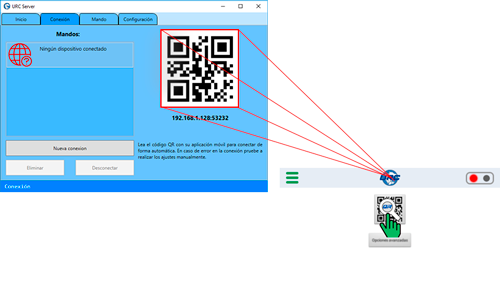 URC Server
Inicio
Conexión
Mando
Configuración
Mandos:
Ningún dispositivo conectado
192.168.1.128:53232
Nueva conexion
Lea el código QR con su aplicación móvil para conectar de
forma automática. En caso de error en la conexión pruebe a
realizar los ajustes manualmente.
Eliminar
Desconectar
Conexión
URC
Opciones avanzadas